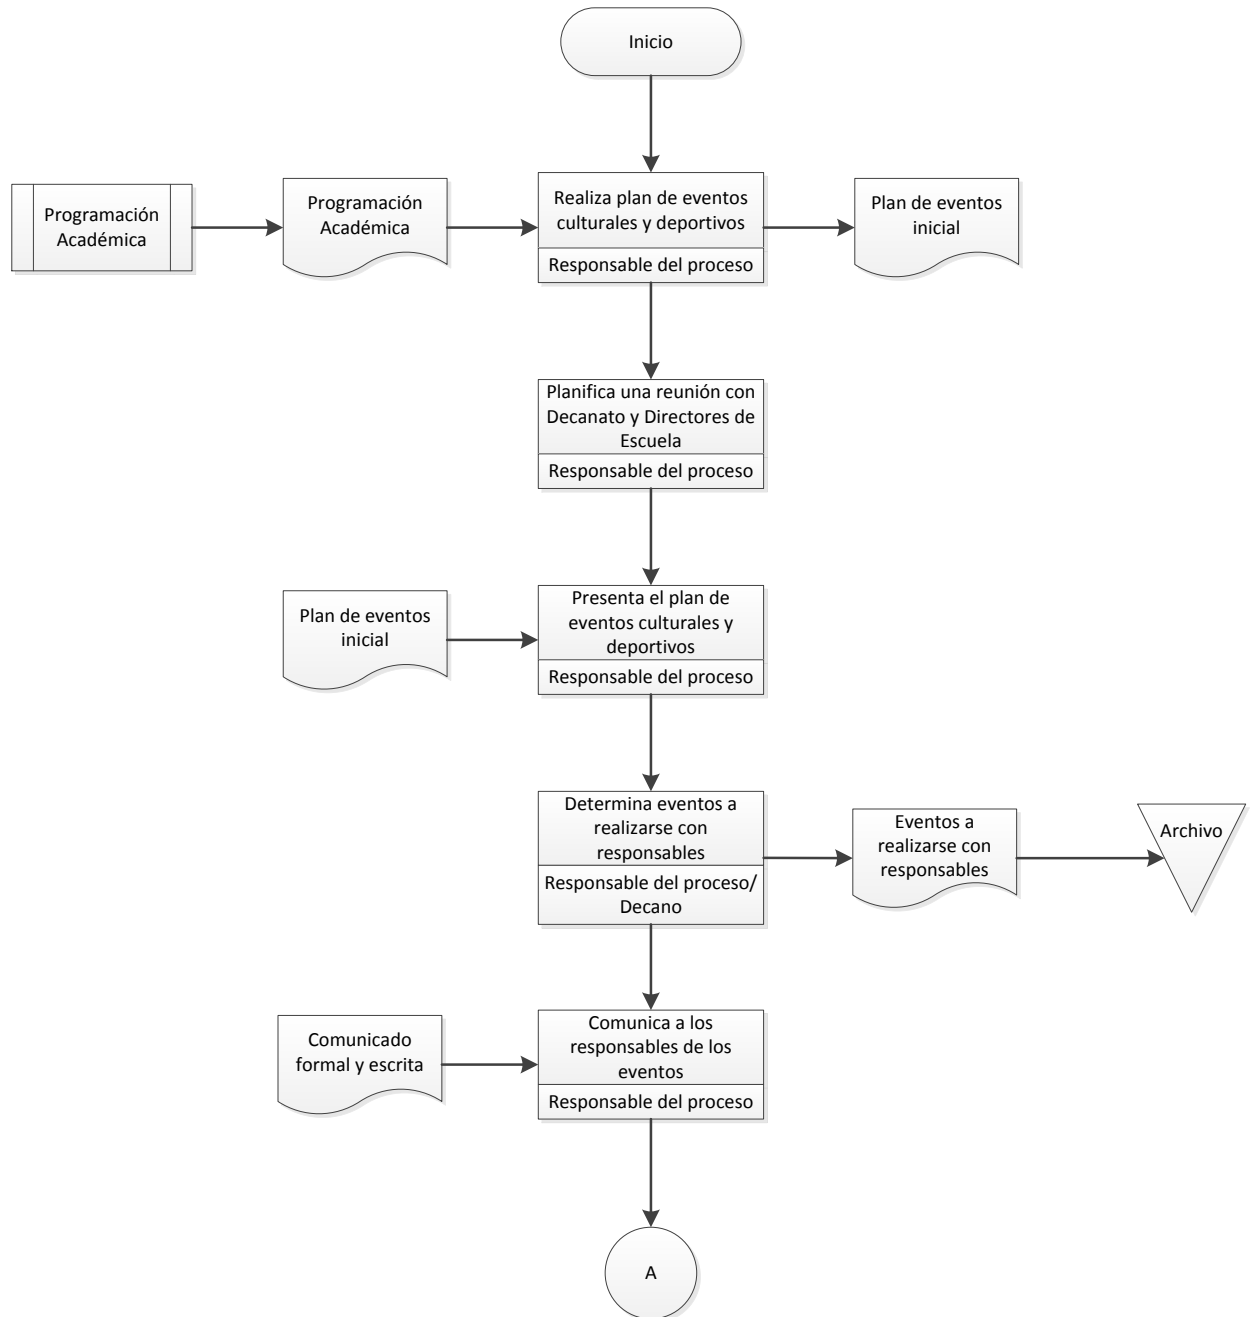 Inicio
Programación
Académica
Programación
Académica
Realiza plan de eventos
culturales y deportivos
Responsable del proceso
Plan de eventos
inicial
Planifica una reunión con
Decanato y Directores de
Escuela
Responsable del proceso
Plan de eventos
inicial
Presenta el plan de
eventos culturales y
deportivos
Responsable del proceso
Determina eventos a
realizarse con
responsables
Responsable del proceso/
Decano
Eventos a
realizarse con
responsables
Archivo
Comunicado
formal y escrita
Comunica a los
responsables de los
eventos
Responsable del proceso
A